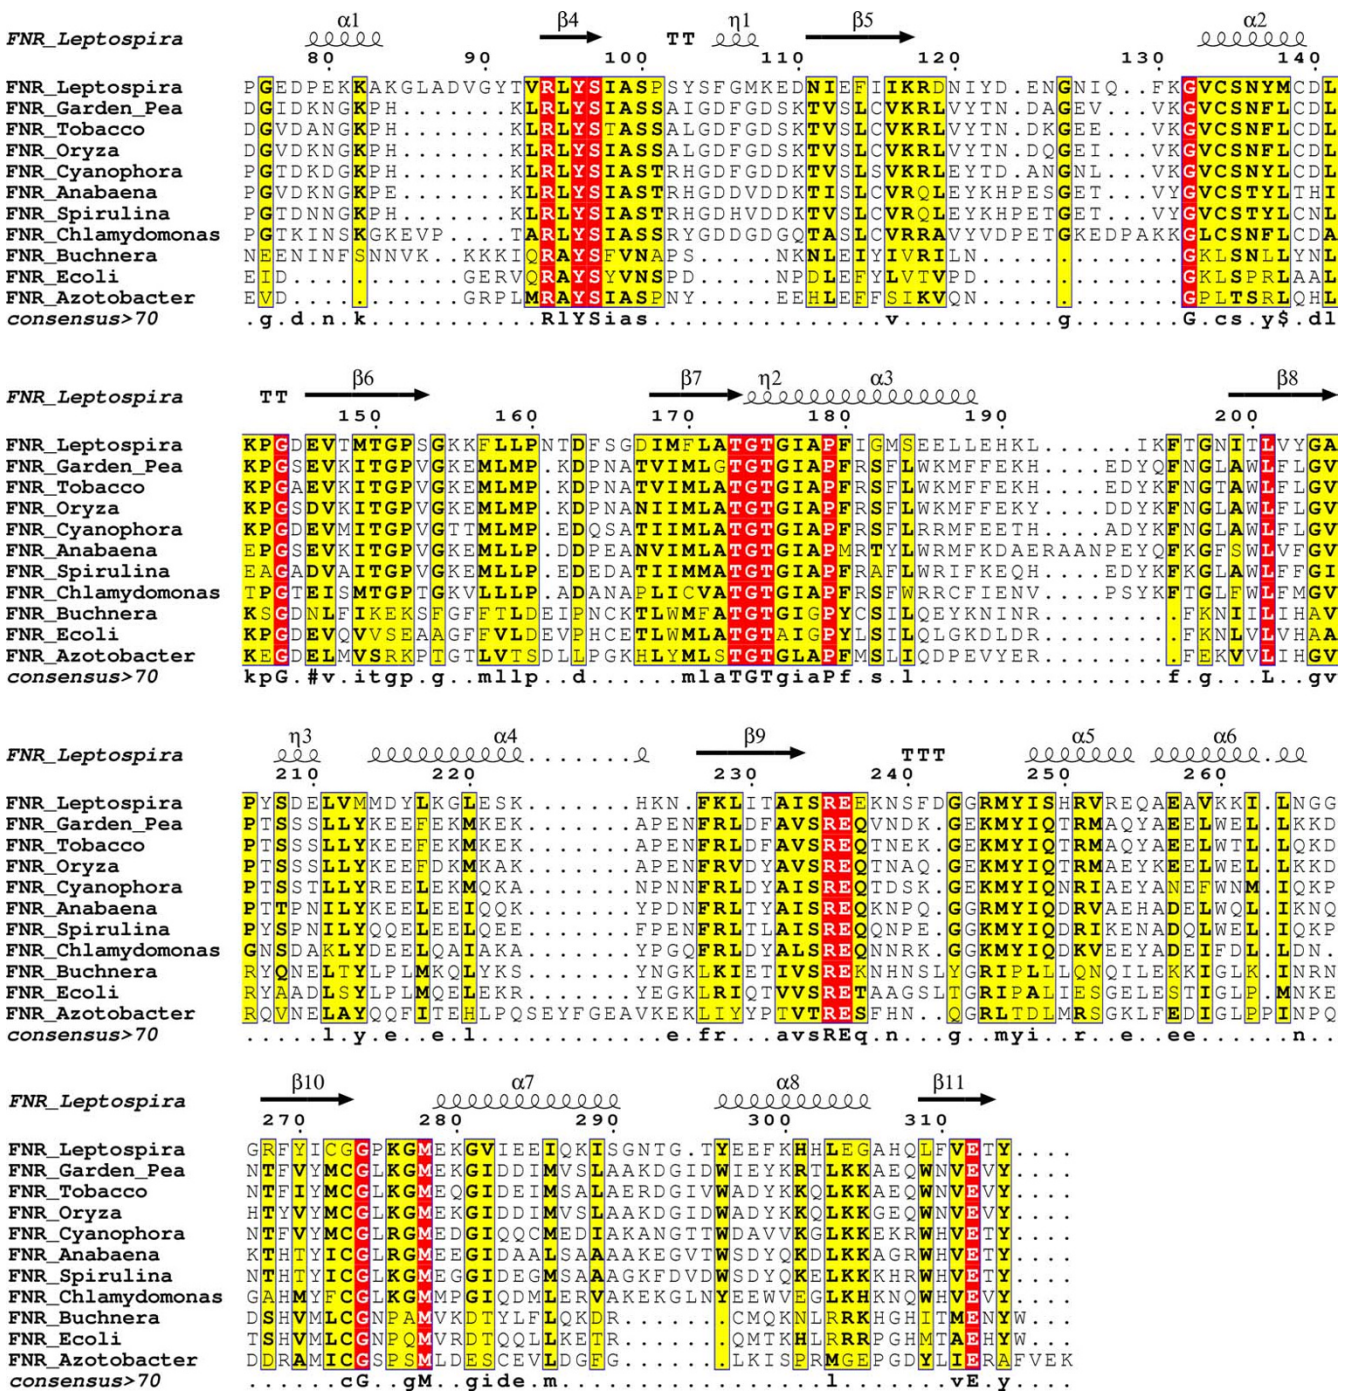 α1 β4 η1 β5 α2
FNR_Leptospira TT
80 90 100 110 120 130 140
FNR_Leptospira PGEDPEKKAKGLADVGYTVRLYSIASPSYSFGMKEDNIEFIIKRDNIYD.ENGNIQ..FKGVCSNYMCDL
FNR_Garden_Pea DGIDKNGKPH.......KLRLYSIASSALGDFGDSKTVSLCVKRLVYTN.DAGEV...VKGVCSNFLCDL
FNR_Tobacco DGVDANGKPH.......KLRLYSTASSALGDFGDSKTVSLCVKRLVYTN.DKGEE...VKGVCSNFLCDL
FNR_Oryza DGVDKNGKPH.......KLRLYSIASSALGDFGDSKTVSLCVKRLVYTN.DQGEI...VKGVCSNFLCDL
FNR_Cyanophora PGTDKDGKPH.......KLRLYSIASTRHGDFGDDKTVSLSVKRLEYTD.ANGNL...VKGVCSNYLCDL
FNR_Anabaena PGVDKNGKPE.......KLRLYSIASTRHGDDVDDKTISLCVRQLEYKHPESGET...VYGVCSTYLTHI
FNR_Spirulina PGTDNNGKPH.......KLRLYSIASTRHGDHVDDKTVSLCVRQLEYKHPETGET...VYGVCSTYLCNL
FNR_Chlamydomonas PGTKINSKGKEVP....TARLYSIASSRYGDDGDGQTASLCVRRAVYVDPETGKEDPAKKGLCSNFLCDA
FNR_Buchnera NEENINFSNNVK..KKKIQRAYSFVNAPS.....NKNLEIYIVRILN...........GKLSNLLYNL
FNR_Ecoli EID...........GERVQRAYSYVNSPD.....NPDLEFYLVTVP............GKLSPRLAAL
FNR_Azotobacter EVD...........GRPLMRAYSIASPNY.....EEHLEFFSIKVQN...........GPLTSRLQHL
consensus>70 .g.d.n.k..........RlYSias...............v..........g.......G.cs.y$.dl
β6 β7 η2 α3 β8
FNR_Leptospira TT
150 160 170 180 190 200
FNR_Leptospira KPGDEVTMTGPSGKKFLLPNTDFSGDIMFLATGTGIAPFIGMSEELLEHKL......IKFTGNITLVYGA
FNR_Garden_Pea KPGSEVKITGPVGKEMLMP.KDPNATVIMLGTGTGIAPFRSFLWKMFFEKH....EDYQFNGLAWLFLGV
FNR_Tobacco KPGAEVKITGPVGKEMLMP.KDPNATVIMLATGTGIAPFRSFLWKMFFEKH....EDYKFNGTAWLFLGV
FNR_Oryza KPGSDVKITGPVGKEMLMP.KDPNANIIMLATGTGIAPFRSFLWKMFFEKY....DDYKFNGLAWLFLGV
FNR_Cyanophora KPGDEVMITGPVGTTMLLP.EDQSATIIMLATGTGIAPFRSFLRRMFEETH....ADYKFNGLAWLFLGV
FNR_Anabaena EPGSEVKITGPVGKEMLLP.DDPEANVIMLATGTGIAPMRTYLWRMFKDAERAANPEYQFKGFSWLVFGV
FNR_Spirulina EAGADVAITGPVGKEMLLP.EDEDATIIMMATGTGIAPFRAFLWRIFKEQH....EDYKFKGLAWLFFGI
FNR_Chlamydomonas TPGTEISMTGPTGKVLLLP.ADANAPLICVATGTGIAPFRSFWRRCFIENV....PSYKFTGLFWLFMGV
FNR_Buchnera KSGDNLFIKEKSFGFFTLDEIPNCKTLWMFATGTGIGPYCSILQEYKNINR.........FKNIILIHAV
FNR_Ecoli KPGDEVQVVSEAAGFFVLDEVPHCETLWMLATGTAIGPYLSILQLGKDLDR.........FKNLVLVHAA
FNR_Azotobacter KEGDELMVSRKPTGTLVTSDLLPGKHLYMLSTGTGLAPFMSLIQDPEVYER.........FEKVVLIHGV
consensus>70 kpG.#v.itgp.g..mllp..d......mlaTGTgiaPf.s.l................f.g...L..gv
η3 α4 β9 α5 α6
FNR_Leptospira TTT
210 220 230 240 250 260
FNR_Leptospira PYSDELVMMDYLKGLESK.......HKN.FKLITAISREEKNSFDGGRMYISHRVREQAEAVKKI.LNGG
FNR_Garden_Pea PTSSSLLYKEEFEKMKEK.......APENFRLDFAVSREQVNDK.GEKMYIQTRMAQYAEELWEL.LKKD
FNR_Tobacco PTSSSLLYKEEFEKMKEK.......APENFRLDYAVSREQTNEK.GEKMYIQTRMAQYAEELWTL.LKKD
FNR_Oryza PTSSSLLYKEEFDKMKAK.......APENFRVDYAVSREQTNAQ.GEKMYIQTRMAEYKEELWEL.LKKD
FNR_Cyanophora PTSSTLLYREELEKMQKA.......NPNNFRLDYAISREQTDSK.GEKMYIQNRIAEYANEFWNM.IQKP
FNR_Anabaena PTTPNILYKEELEEIQQK.......YPDNFRLTYAISREQKNPQ.GGRMYIQDRVAEHADELWQL.IKNQ
FNR_Spirulina PYSPNILYQQELEELQEE.......FPENFRLTLAISREQQNPE.GGKMYIQDRIKENADQLWEL.IQKP
FNR_Chlamydomonas GNSDAKLYDEELQAIAKA.......YPGQFRLDYALSREQNNRK.GGKMYIQDKVEEYADEIFDL.LDN.
FNR_Buchnera RYQNELTYLPLMKQLYKS.......YNGKLKIETIVSREKNHNSLYGRIPLLLQNQILEKKIGLK.INRN
FNR_Ecoli RYAADLSYLPLMQELEKR.......YEGKLRIQTVVSRETAAGSLTGRIPALIESGELESTIGLP.MNKE
FNR_Azotobacter RQVNELAYQQFITEHLPQSEYFGEAVKEKLIYYPTVTRESFHN..QGRLTDLMRSGKLFEDIGLPPINPQ
consensus>70 ......l.y.e.e.l............e.fr...avsREq.n...g..myi...r..e..ee......n..
β10 α7 α8 β11
FNR_Leptospira
270 280 290 300 310
FNR_Leptospira GRFYICGGPKGMEKGVIEEIQKISGNTG.TYEEFKHHLEGAHQLFVETY....
FNR_Garden_Pea NTFVYMCGLKGMEKGIDDIMVSLAAKDGIDWIEYKRTLKKAEQWNVEVY....
FNR_Tobacco NTFIYMCGLKGMEQGIDEIMSALAERDGIVWADYKKQLKKAEQWNVEVY....
FNR_Oryza HTYVYMCGLKGMEKGIDDIMVSLAAKDGIDWADYKKQLKKGEQWNVEVY....
FNR_Cyanophora NTFVYMCGLRGMEDGIQQCMEDIAKANGTTWDAVVKGLKKEKRWHVETY....
FNR_Anabaena KTHTYICGLRGMEEGIDAALSAAAAKEGVTWSDYQKDLKKAGRWHVETY....
FNR_Spirulina NTHTYICGLKGMEGGIDEGMSAAAGKFDVDWSDYQKELKKKHRWHVETY....
FNR_Chlamydomonas GAHMYFCGLKGMMPGIQDMLERVAKEKGLNYEEWVEGLKHKNQWHVEVY....
FNR_Buchnera DSHVMLCGNPAMVKDTYLFLQKDR.......CMQKNLRRKHGHITMENYW...
FNR_Ecoli TSHVMLCGNPQMVRDTQQLLKETR.......QMTKHLRRRPGHMTAEHYW...
FNR_Azotobacter DDRAMICGSPSMLDESCEVLDGFG.......LKISPRMGEPGDYLIERAFVEK
consensus>70 ......cG..gM..gide.m.................l........vE.y....